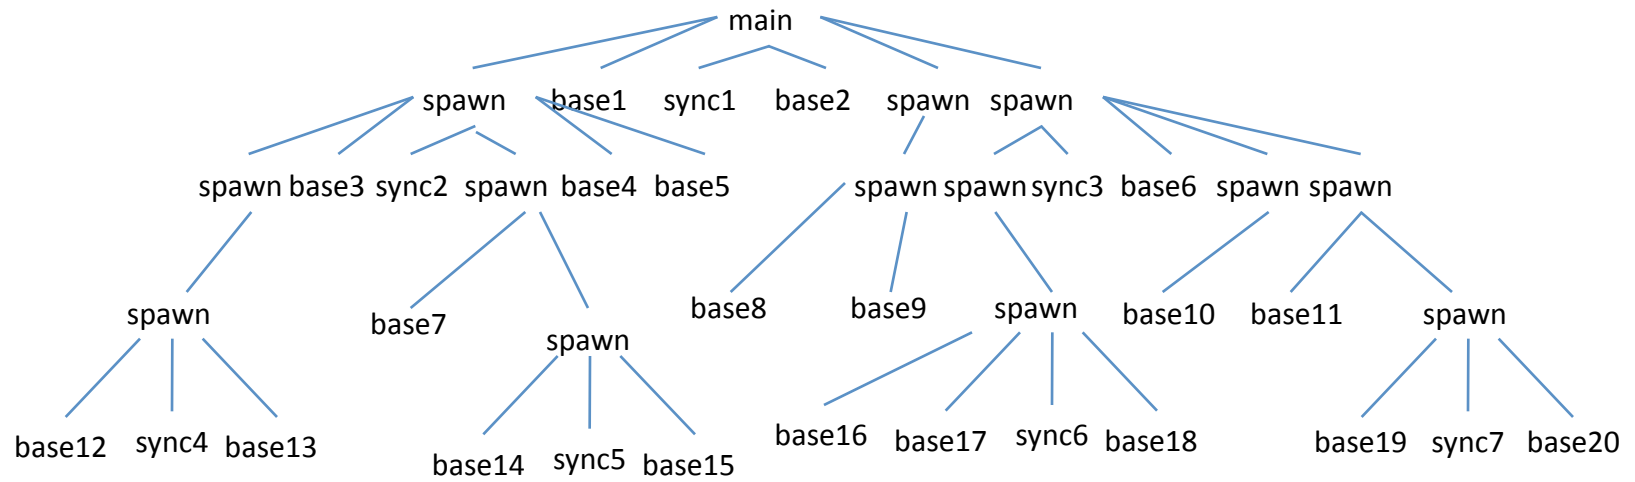 main
spawn base1 sync1 base2 spawn spawn
spawn base3 sync2 spawn base4 base5 spawn spawn sync3 base6 spawn spawn
spawn base7 spawn base8 base9 spawn base10 base11 spawn
base12 sync4 base13 base14 sync5 base15 base16 base17 sync6 base18 base19 sync7 base20